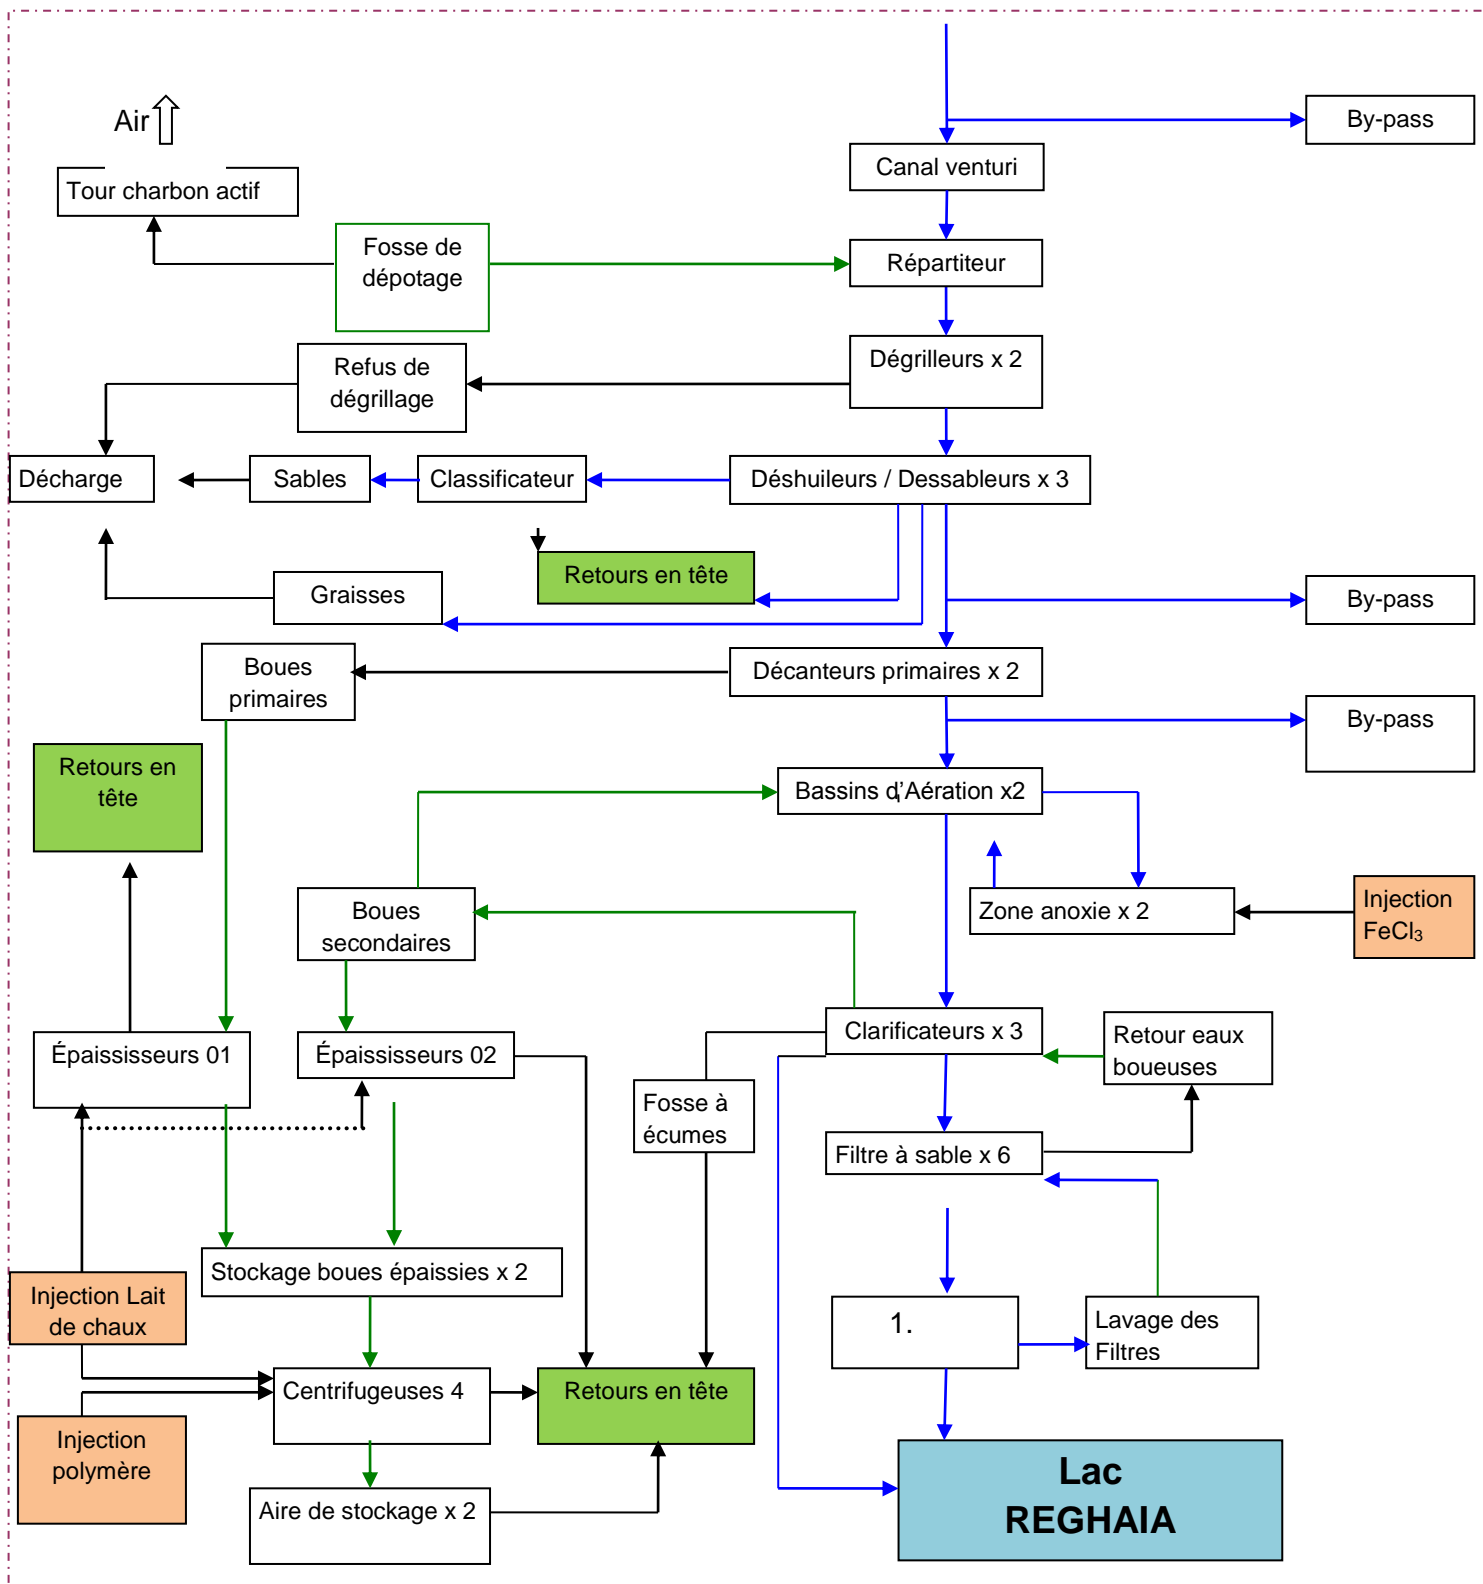 By-pass
Air
Canal venturi
Tour charbon actif
Fosse de
dépotage
Répartiteur
Refus de
dégrillage
Dégrilleurs x 2
Décharge
Sables
Classificateur
Déshuileurs / Dessableurs x 3
Retours en tête
Graisses
By-pass
Boues
primaires
Décanteurs primaires x 2
By-pass
Retours en
tête
Bassins d'Aération x2
Boues
secondaires
Zone anoxie x 2
Injection
FeCl₃
Épaississeurs 01
Épaississeurs 02
Clarificateurs x 3
Retour eaux
boueuses
Fosse à
écumes
Filtre à sable x 6
Stockage boues épaissies x 2
Injection Lait
de chaux
1.
Lavage des
Filtres
Centrifugeuses 4
Retours en tête
Injection
polymère
Aire de stockage x 2
Lac
REGHAIA